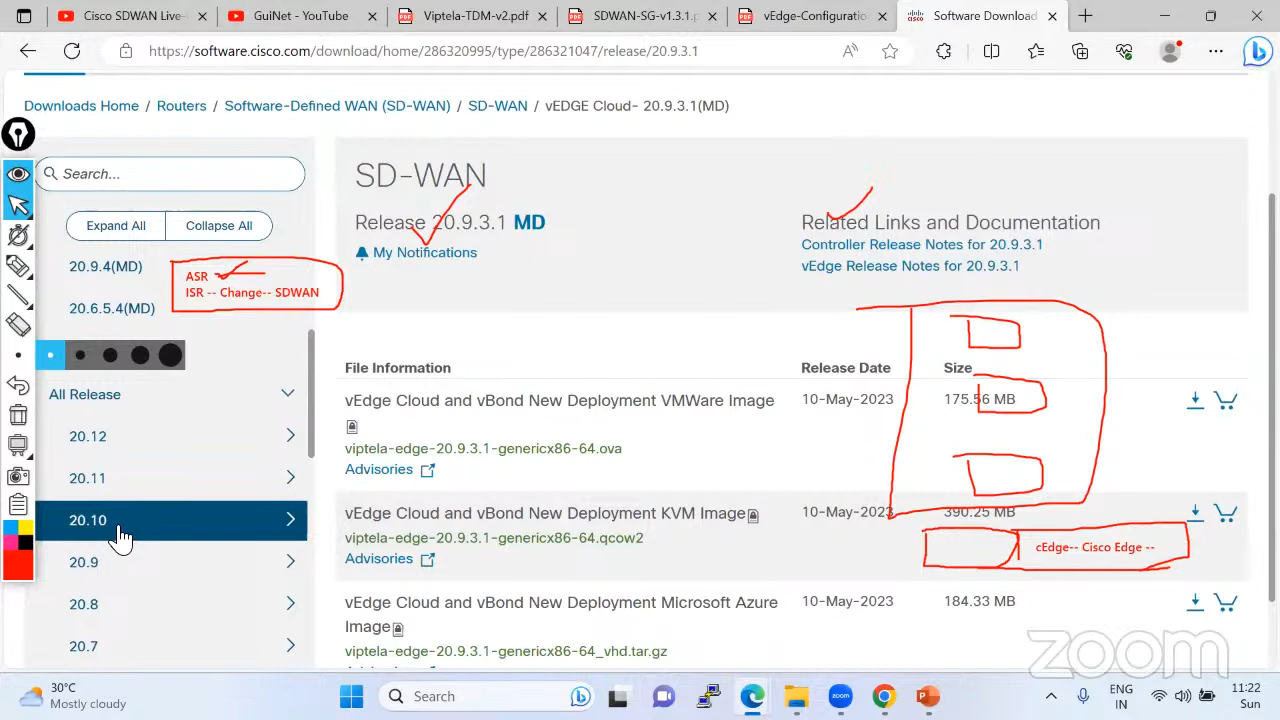 Cisco SDWAN Live-
GuiNet - YouTube
Viptela-TDM-v2.pdf
SDWAN-SG-v1.3.1.p
vEdge-Configuratio
Software Download
https://software.cisco.com/download/home/286320995/type/286321047/release/20.9.3.1
Downloads Home / Routers / Software-Defined WAN (SD-WAN) / SD-WAN / vEDGE Cloud- 20.9.3.1(MD)
Search...
Expand All
Collapse All
20.9.4(MD)
ASR
ISR -- Change-- SDWAN
20.6.5.4(MD)
All Release
20.12
20.11
20.10
20.9
20.8
20.7
SD-WAN
Release 20.9.3.1 MD
My Notifications
Related Links and Documentation
Controller Release Notes for 20.9.3.1
vEdge Release Notes for 20.9.3.1
File Information
Release Date
Size
vEdge Cloud and vBond New Deployment VMWare Image
10-May-2023
175.56 MB
viptela-edge-20.9.3.1-genericx86-64.ova
Advisories
vEdge Cloud and vBond New Deployment KVM Image
10-May-2023
390.25 MB
viptela-edge-20.9.3.1-genericx86-64.qcow2
Advisories
cEdge-- Cisco Edge --
vEdge Cloud and vBond New Deployment Microsoft Azure
Image
10-May-2023
184.33 MB
viptela-edge-20.9.3.1-genericx86-64_vhd.tar.gz
zoom
30°C
Mostly cloudy
Search
zoom
ENG
IN
11:22
Sun